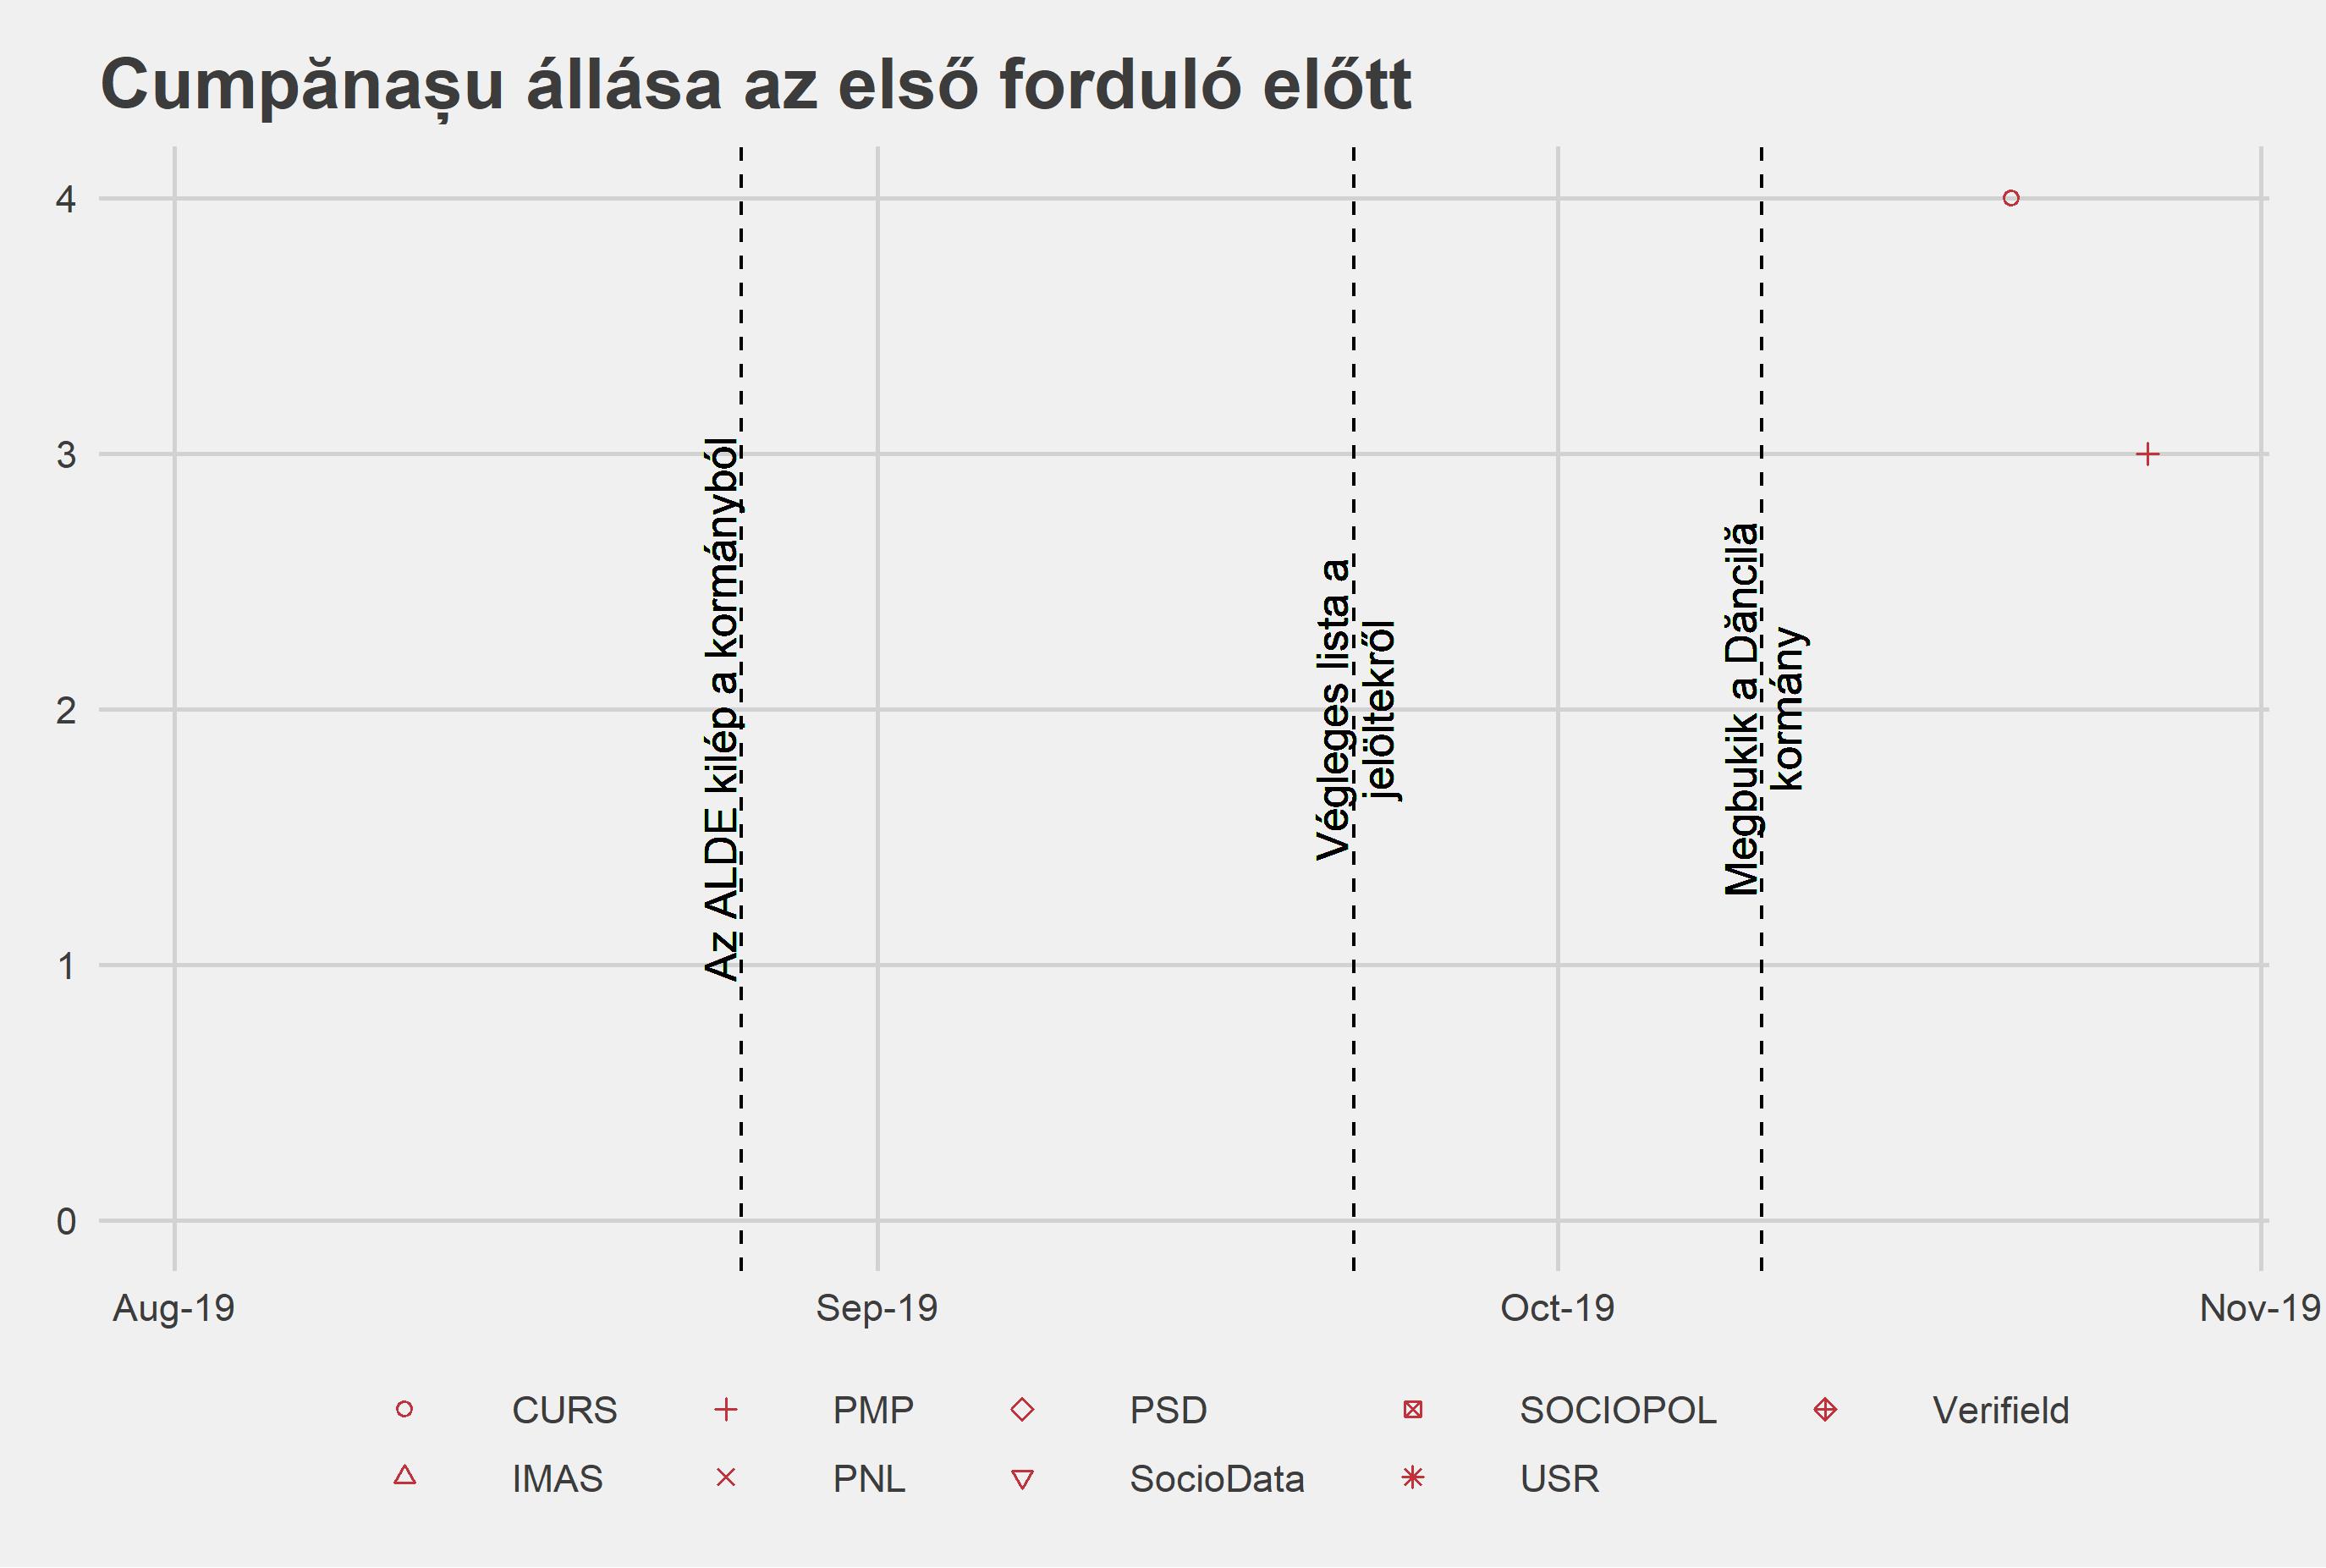 Cumpănașu állása az első forduló előtt
4
3
2
1
0
Az ALDE kilép a kormányból
Végleges lista a
jelöltekről
Megbukik a Dăncilă
kormány
Aug-19
Sep-19
Oct-19
Nov-19
CURS
PMP
PSD
SOCIOPOL
Verifield
IMAS
PNL
SocioData
USR